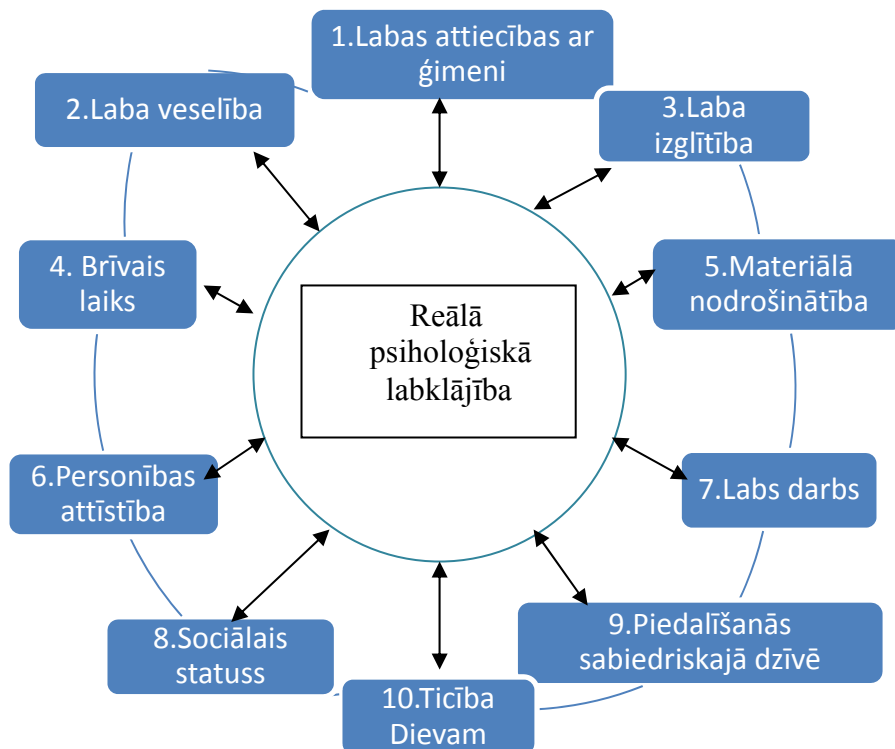 1.Labas attiecības ar
ģimeni
2.Laba veselība
3.Laba
izglītība
4. Brīvais
laiks
5.Materiālā
nodrošinātība
Reālā
psiholoģiskā
labklājība
6.Personības
attīstība
7.Labs darbs
8.Sociālais
statuss
9.Piedalīšanās
sabiedriskajā dzīvē
10.Ticība
Dievam